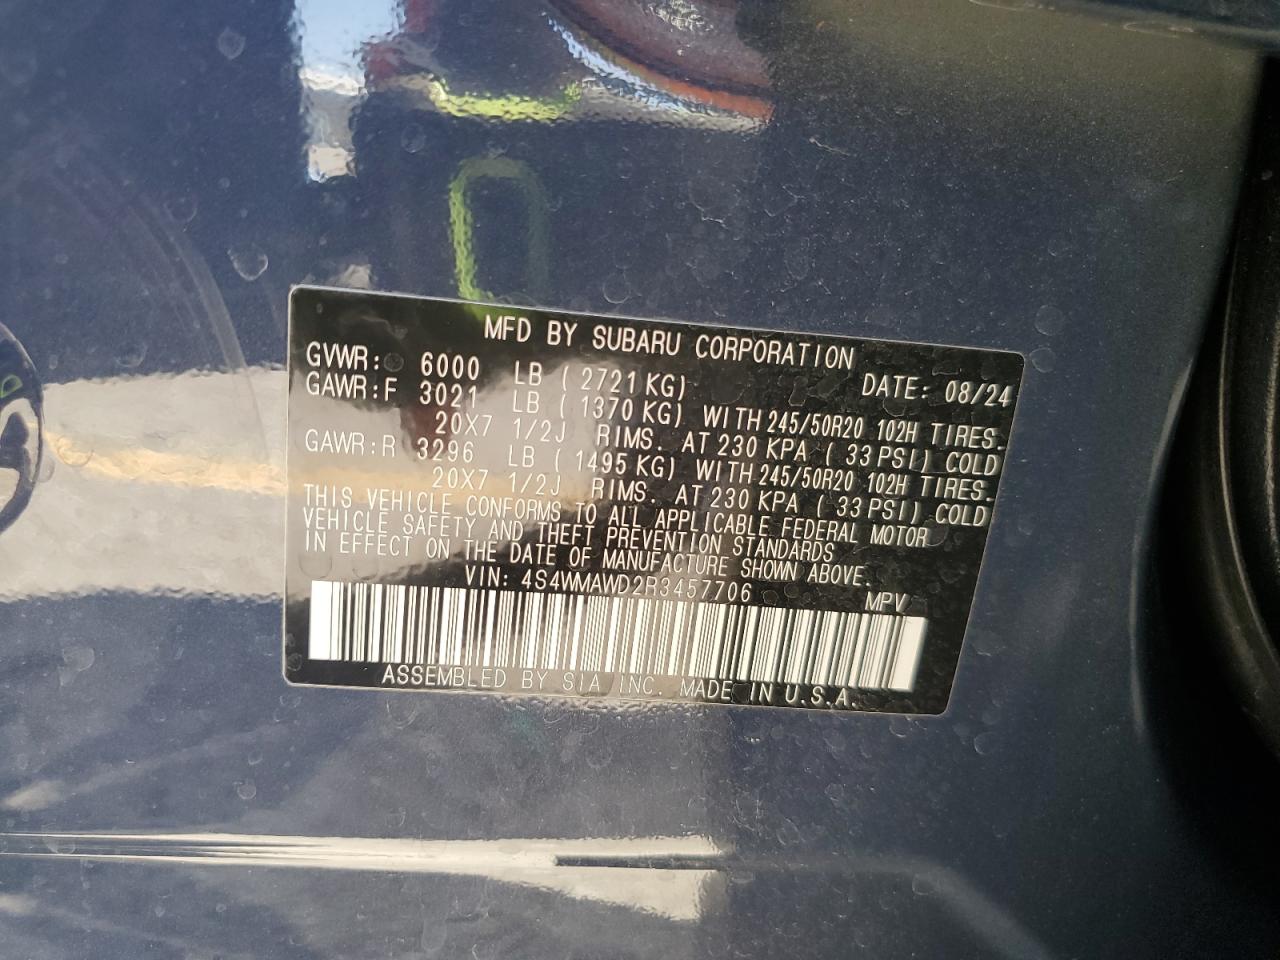 MFD BY SUBARU CORPORATION
GVWR: 6000 LB ( 2721 KG) DATE: 08/24
GAWR:F 3021 LB ( 1370 KG) WITH 245/50R20 102H TIRES.
20X7 1/2J RIMS. AT 230 KPA ( 33 PSI) COLD
GAWR:R 3296 LB ( 1495 KG) WITH 245/50R20 102H TIRES.
20X7 1/2J RIMS. AT 230 KPA ( 33 PSI) COLD
THIS VEHICLE CONFORMS TO ALL APPLICABLE FEDERAL MOTOR
VEHICLE SAFETY AND THEFT PREVENTION STANDARDS
IN EFFECT ON THE DATE OF MANUFACTURE SHOWN ABOVE.
VIN: 4S4WMAWD2R3457706 MPV
ASSEMBLED BY SIA INC. MADE IN U.S.A.